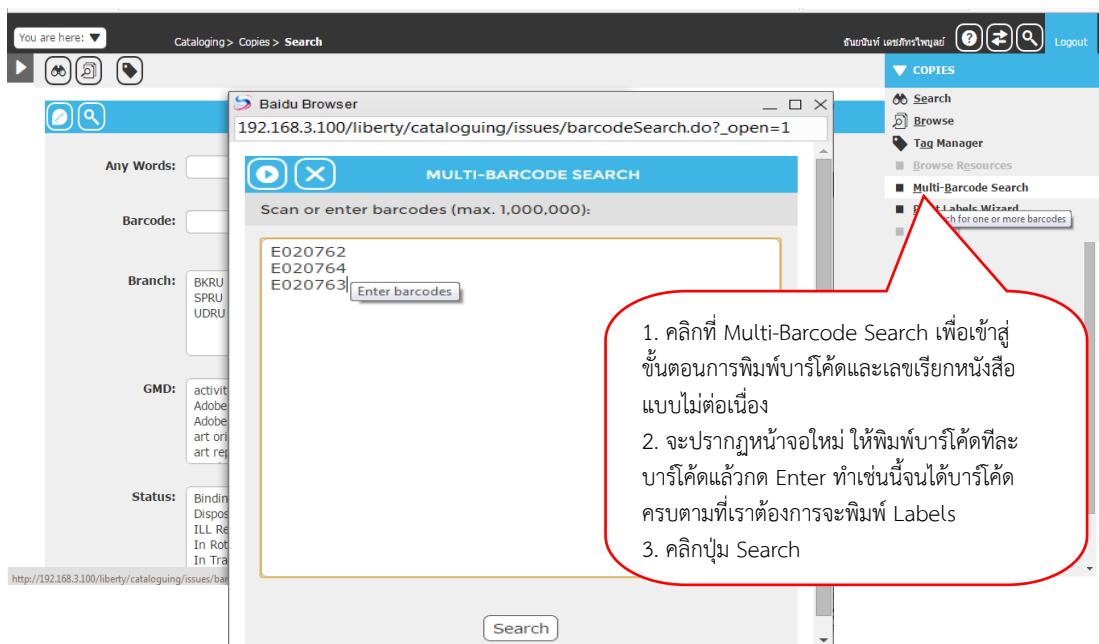 You are here: ▼
Cataloging > Copies > Search
ธันยนันท์ เดชภัทรไพบูลย์
Logout
COPIES
Search
Browse
Tag Manager
Browse Resources
Multi-Barcode Search
Labels Wizard
ch for one or more barcodes
Baidu Browser
192.168.3.100/liberty/cataloguing/issues/barcodeSearch.do?_open=1
MULTI-BARCODE SEARCH
Scan or enter barcodes (max. 1,000,000):
E020762
E020764
E020763
Enter barcodes
Search
Any Words:
Barcode:
Branch:
BKRU
SPRU
UDRU
GMD:
activit
Adobe
Adobe
art ori
art rep
Status:
Bindin
Dispos
ILL Re
In Rot
In Tra
http://192.168.3.100/liberty/cataloguing/issues/bar
1. คลิกที่ Multi-Barcode Search เพื่อเข้าสู่
ขั้นตอนการพิมพ์บาร์โค้ดและเลขเรียกหนังสือ
แบบไม่ต่อเนื่อง
2. จะปรากฏหน้าจอใหม่ ให้พิมพ์บาร์โค้ดทีละ
บาร์โค้ดแล้วกด Enter ทำเช่นนี้จนได้บาร์โค้ด
ครบตามที่เราต้องการจะพิมพ์ Labels
3. คลิกปุ่ม Search